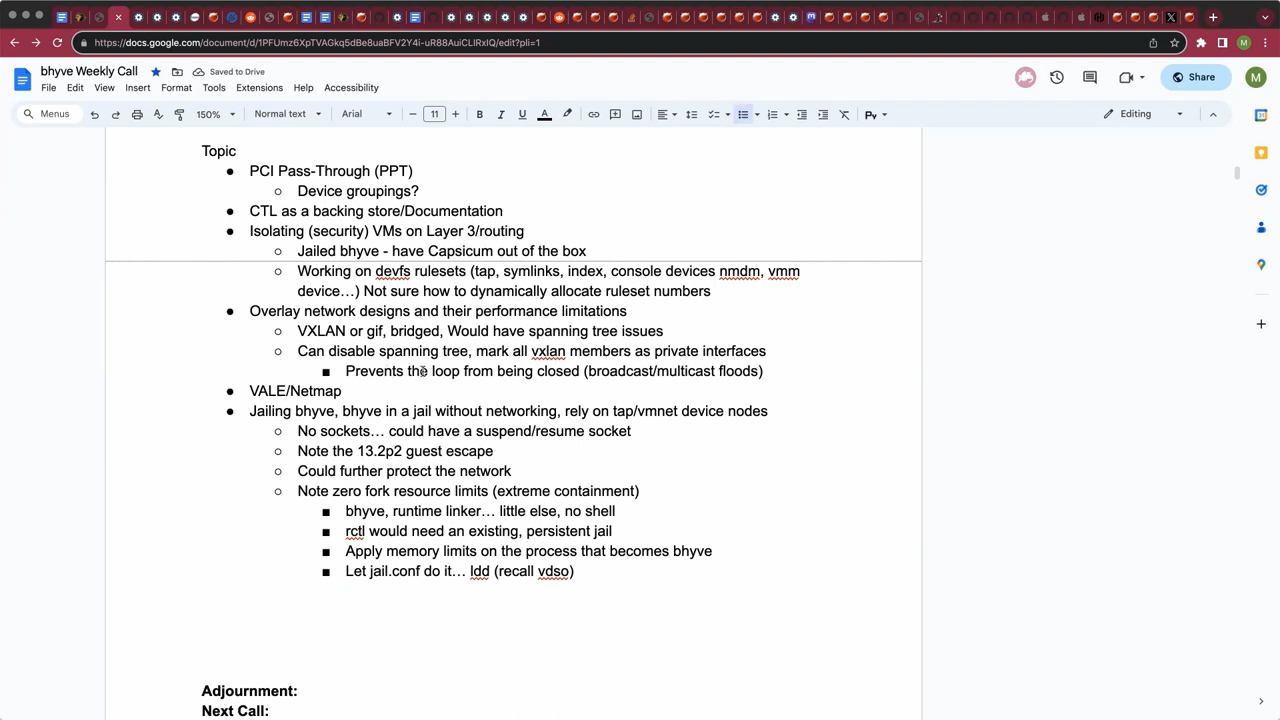 https://docs.google.com/document/d/1PFUmz6XpTVAGkq5dBe8uaBFV2Y4i-uR88AuiCLIRxIQ/edit?pli=1
M
bhyve Weekly Call
Saved to Drive
File Edit View Insert Format Tools Extensions Help Accessibility
Share
M
Menus
150%
Normal text
Arial
11
B I U A
Editing
Topic
● PCI Pass-Through (PPT)
○ Device groupings?
● CTL as a backing store/Documentation
● Isolating (security) VMs on Layer 3/routing
○ Jailed bhyve - have Capsicum out of the box
○ Working on devfs rulesets (tap, symlinks, index, console devices nmdm, vmm
device…) Not sure how to dynamically allocate ruleset numbers
● Overlay network designs and their performance limitations
○ VXLAN or gif, bridged, Would have spanning tree issues
○ Can disable spanning tree, mark all vxlan members as private interfaces
■ Prevents the loop from being closed (broadcast/multicast floods)
● VALE/Netmap
● Jailing bhyve, bhyve in a jail without networking, rely on tap/vmnet device nodes
○ No sockets… could have a suspend/resume socket
○ Note the 13.2p2 guest escape
○ Could further protect the network
○ Note zero fork resource limits (extreme containment)
■ bhyve, runtime linker… little else, no shell
■ rctl would need an existing, persistent jail
■ Apply memory limits on the process that becomes bhyve
■ Let jail.conf do it… ldd (recall vdso)
Adjournment:
Next Call: